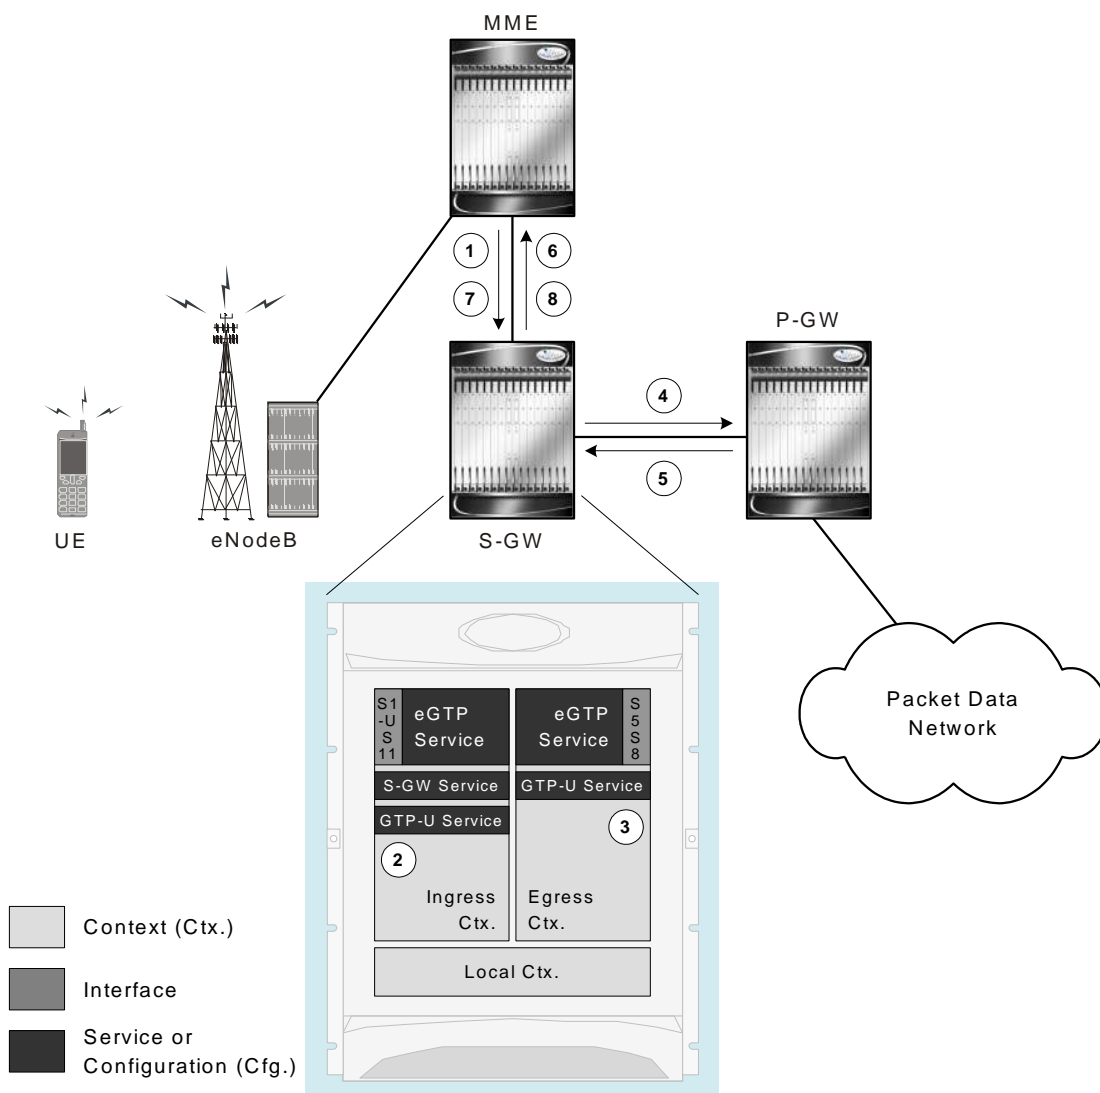 MME
1
6
7
8
P-GW
4
5
UE
eNodeB
S-GW
Packet Data
Network
S1
-U
S
11
eGTP
Service
eGTP
Service
S
5
S
8
S-GW Service
GTP-U Service
GTP-U Service
2
3
Ingress
Ctx.
Egress
Ctx.
Local Ctx.
Context (Ctx.)
Interface
Service or
Configuration (Cfg.)